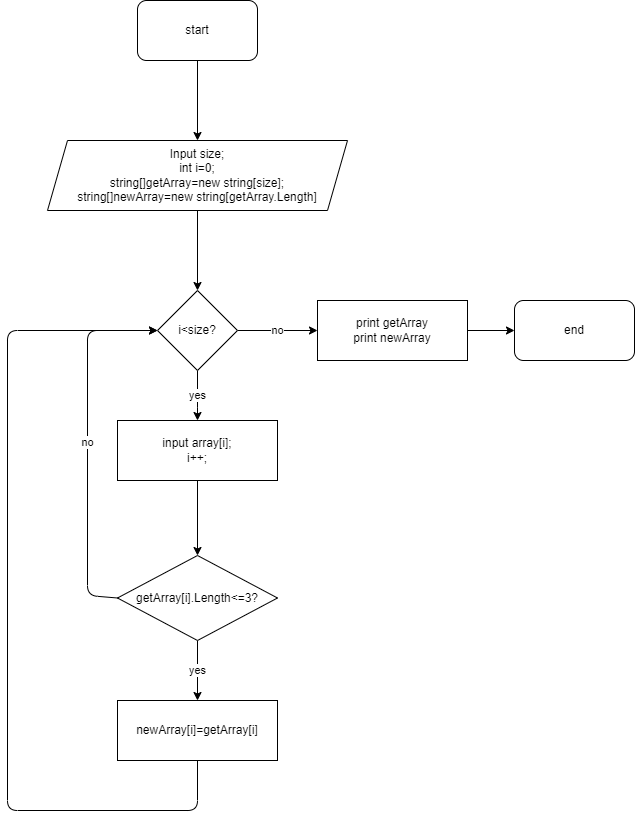 start
Input size;
int i=0;
string[]getArray=new string[size];
string[]newArray=new string[getArray.Length]
i<size?
no
print getArray
print newArray
end
yes
input array[i];
i++;
no
getArray[i].Length<=3?
yes
newArray[i]=getArray[i]